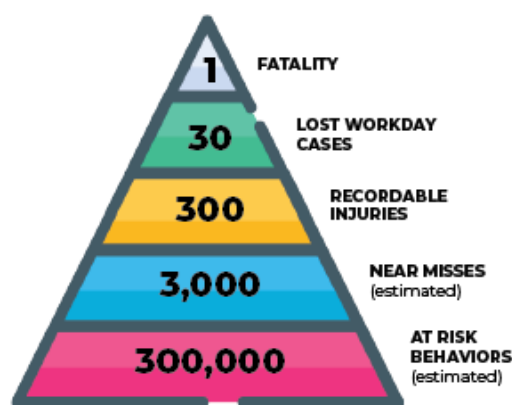 1
FATALITY
30
LOST WORKDAY
CASES
300
RECORDABLE
INJURIES
3,000
NEAR MISSES
(estimated)
300,000
AT RISK
BEHAVIORS
(estimated)